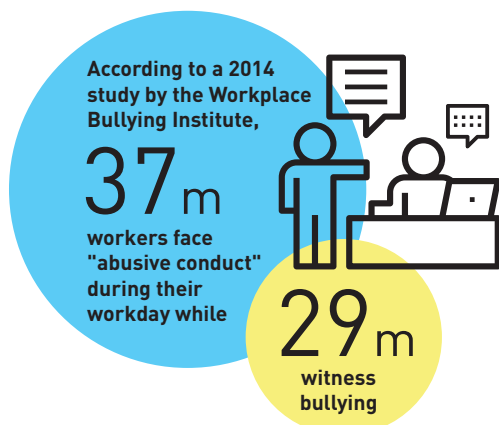 According to a 2014
study by the Workplace
Bullying Institute,
37m
workers face
"abusive conduct"
during their
workday while
29m
witness
bullying